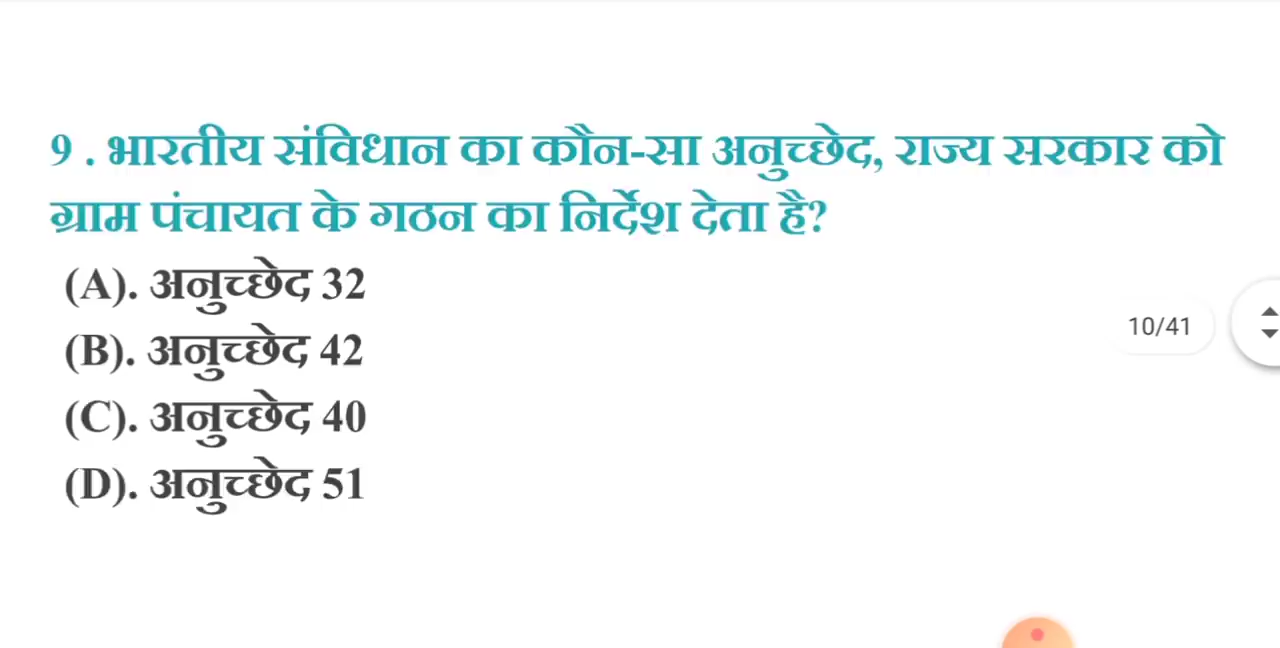 9 . भारतीय संविधान का कौन-सा अनुच्छेद, राज्य सरकार को
ग्राम पंचायत के गठन का निर्देश देता है?
(A). अनुच्छेद 32
(B). अनुच्छेद 42
(C). अनुच्छेद 40
(D). अनुच्छेद 51
10/41